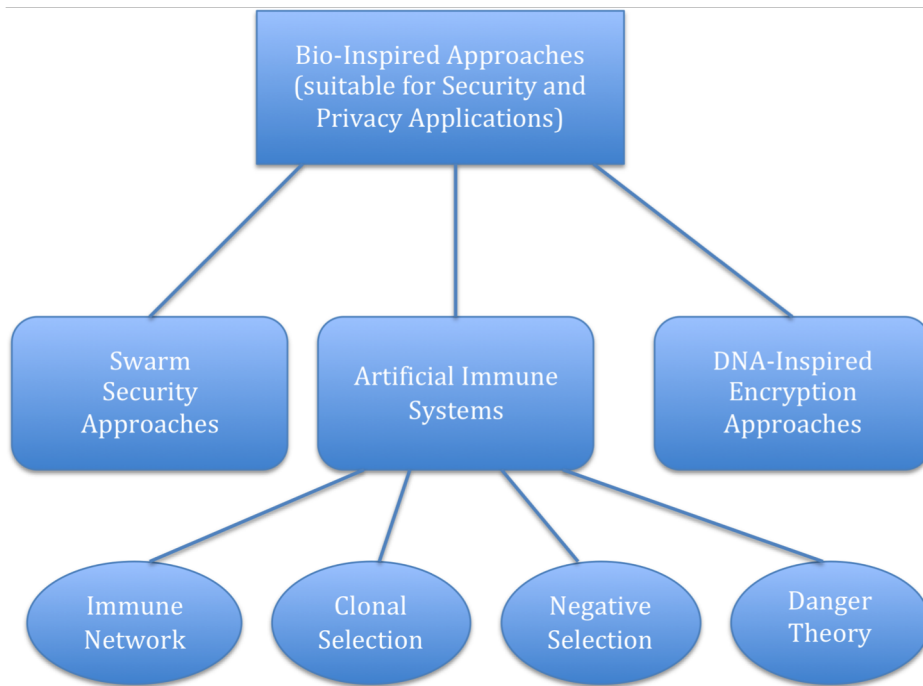 Bio-Inspired Approaches
(suitable for Security and
Privacy Applications)
Swarm
Security
Approaches
Artificial Immune
Systems
DNA-Inspired
Encryption
Approaches
Immune
Network
Clonal
Selection
Negative
Selection
Danger
Theory